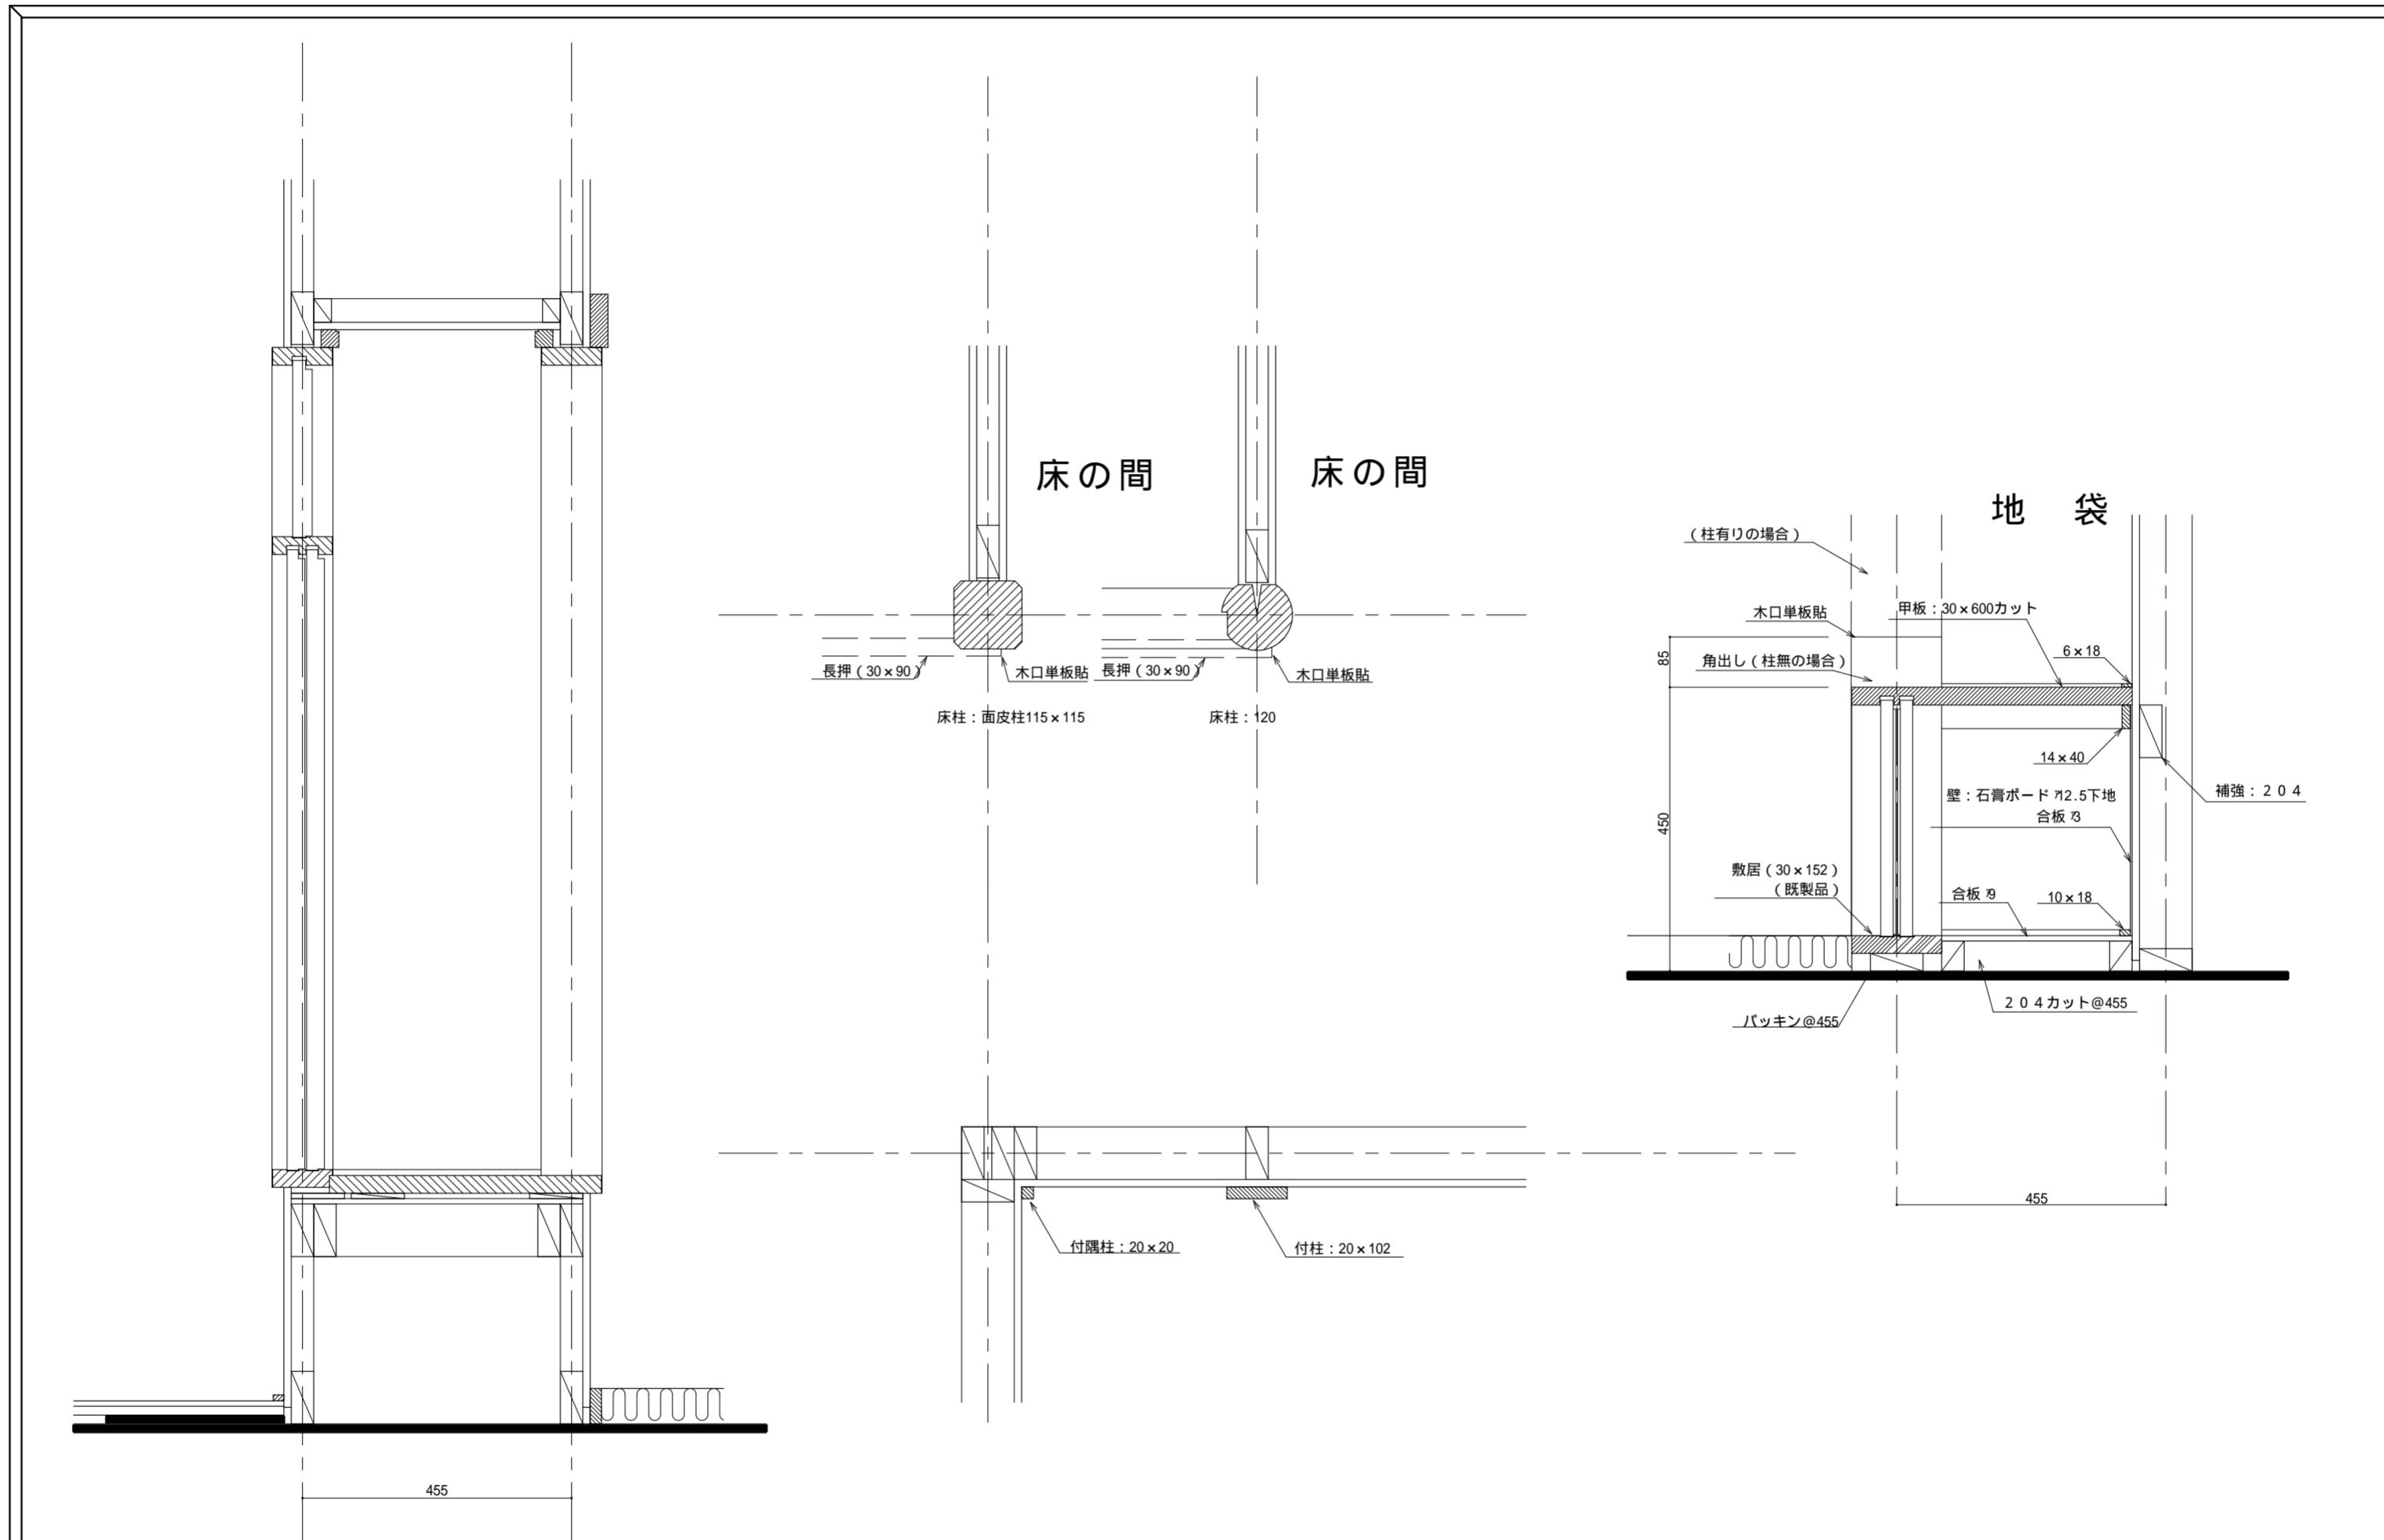 床の間
床の間
長押(30×90)
木口単板貼
長押(30×90)
木口単板貼
床柱:面皮柱115×115
床柱:120
付隅柱:20×20
付柱:20×102
455
地 袋
(柱有りの場合)
木口単板貼
甲板:30×600カット
角出し(柱無の場合)
6×18
85
14×40
補強:204
壁:石膏ボード 12.5下地
合板 3
450
敷居(30×152)
(既製品)
合板 9
10×18
204カット@455
パッキン@455
455